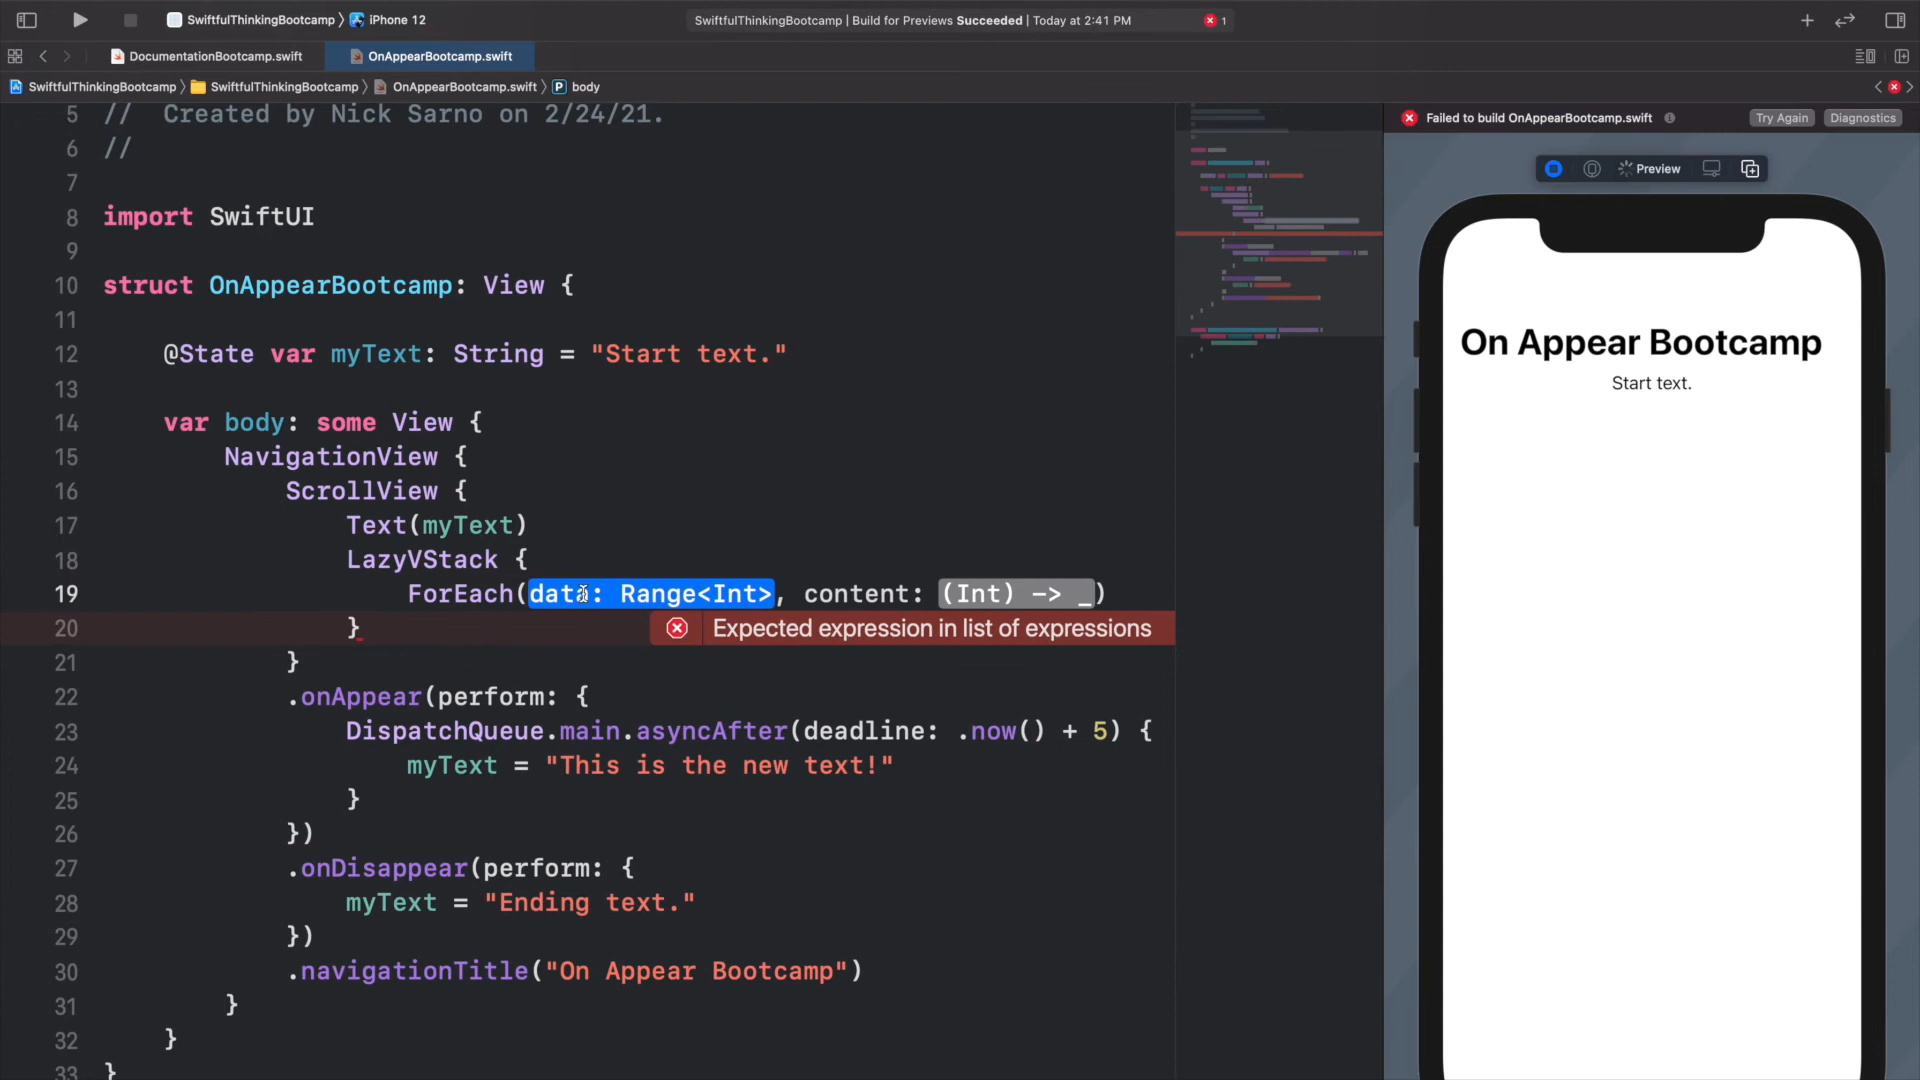 SwiftfulThinkingBootcamp 〉 iPhone 12
SwiftfulThinkingBootcamp | Build for Previews Succeeded | Today at 2:41 PM
1
DocumentationBootcamp.swift
OnAppearBootcamp.swift
SwiftfulThinkingBootcamp 〉 SwiftfulThinkingBootcamp 〉 OnAppearBootcamp.swift 〉 P body
5 //  Created by Nick Sarno on 2/24/21.
6 //
7
8 import SwiftUI
9
10 struct OnAppearBootcamp: View {
11
12     @State var myText: String = "Start text."
13
14     var body: some View {
15         NavigationView {
16             ScrollView {
17                 Text(myText)
18                 LazyVStack {
19                     ForEach(data: Range<Int>, content: (Int) -> _)
20                 }
Expected expression in list of expressions
21             }
22             .onAppear(perform: {
23                 DispatchQueue.main.asyncAfter(deadline: .now() + 5) {
24                     myText = "This is the new text!"
25                 }
26             })
27             .onDisappear(perform: {
28                 myText = "Ending text."
29             })
30             .navigationTitle("On Appear Bootcamp")
31         }
32     }
33 }
Failed to build OnAppearBootcamp.swift
Try Again
Diagnostics
Preview
On Appear Bootcamp
Start text.